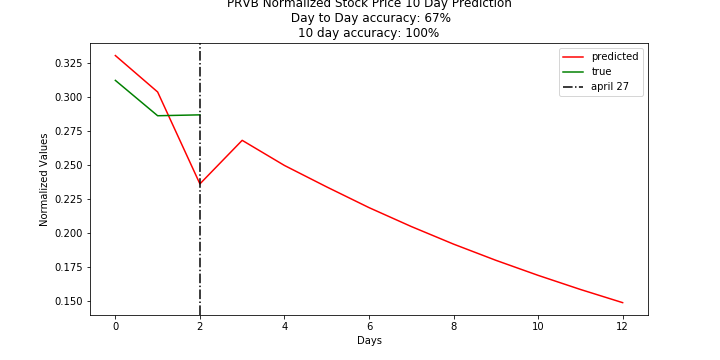 PRVB Normalized Stock Price 10 Day Prediction
Day to Day accuracy: 67%
10 day accuracy: 100%
predicted
true
april 27
Normalized Values
0.325
0.300
0.275
0.250
0.225
0.200
0.175
0.150
0 2 4 6 8 10 12
Days